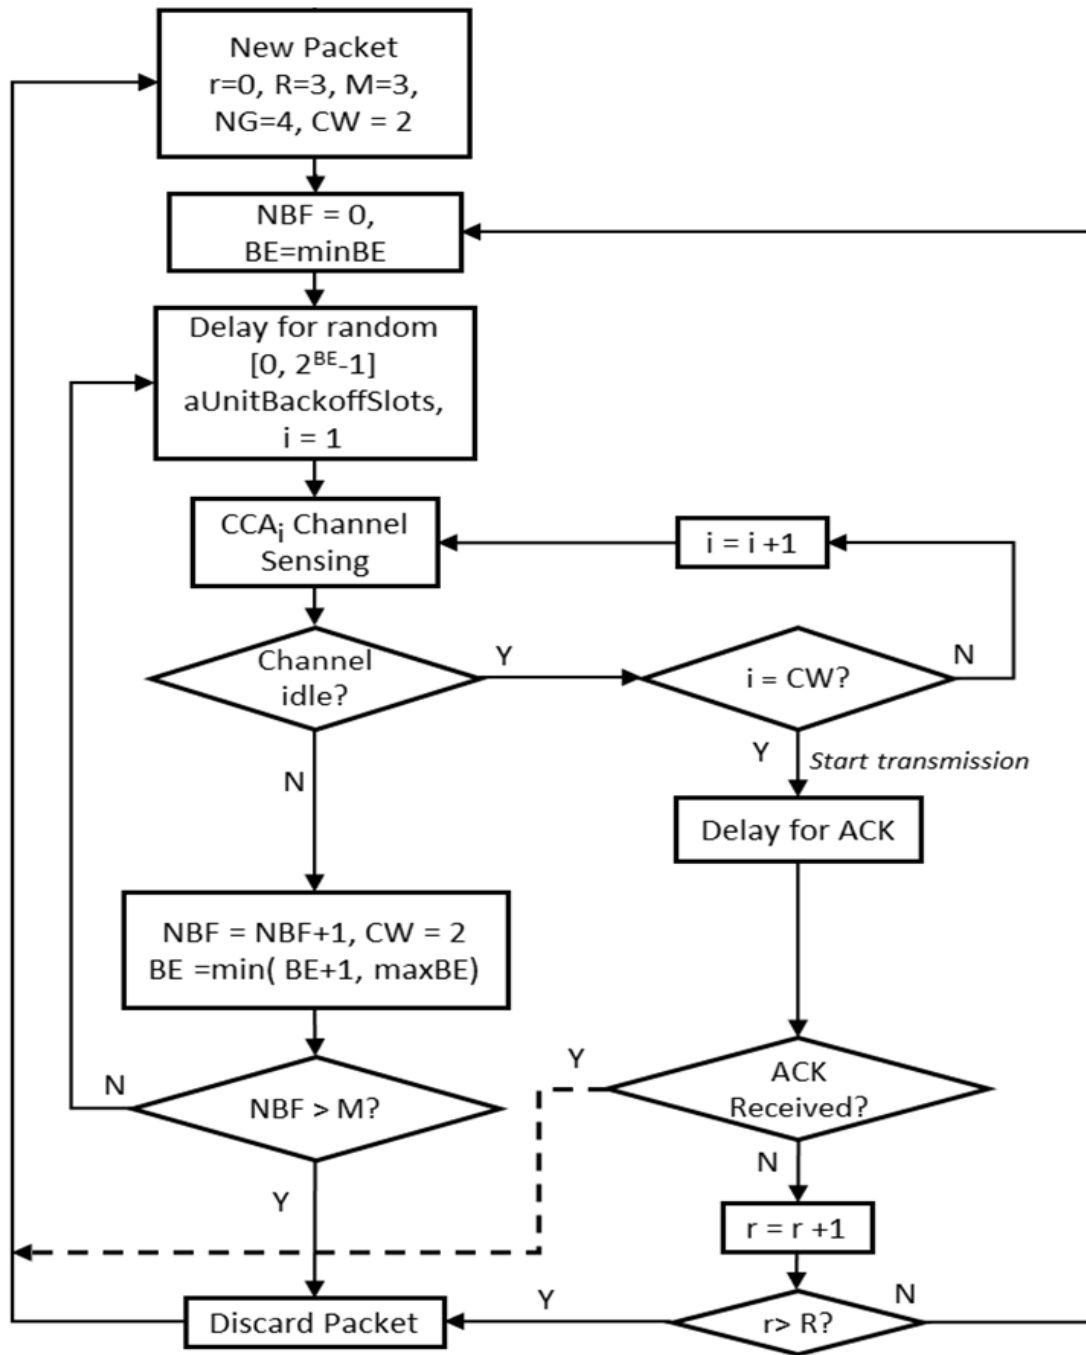 New Packet
r=0, R=3, M=3,
NG=4, CW = 2
NBF = 0,
BE=minBE
Delay for random
[0, 2^BE-1]
aUnitBackoffSlots,
i = 1
CCAi Channel
Sensing
i = i +1
Channel
idle?
Y
i = CW?
N
Y
Start transmission
N
Delay for ACK
NBF = NBF+1, CW = 2
BE =min( BE+1, maxBE)
N
NBF > M?
Y
ACK
Received?
N
Y
r = r +1
Discard Packet
Y
r> R?
N